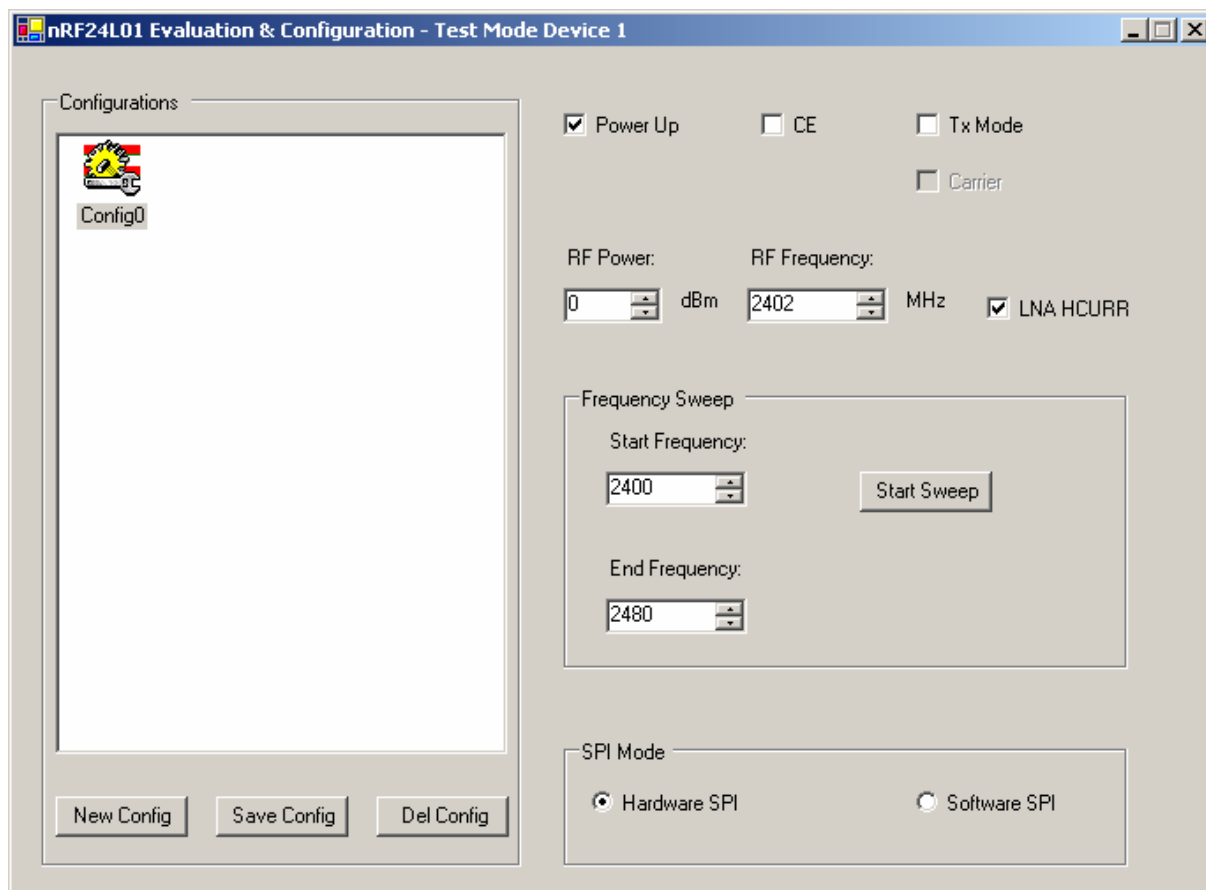 nRF24L01 Evaluation & Configuration - Test Mode Device 1
Configurations
Config0
New Config
Save Config
Del Config
Power Up
CE
Tx Mode
Carrier
RF Power:
RF Frequency:
0
dBm
2402
MHz
LNA HCURR
Frequency Sweep
Start Frequency:
2400
Start Sweep
End Frequency:
2480
SPI Mode
Hardware SPI
Software SPI